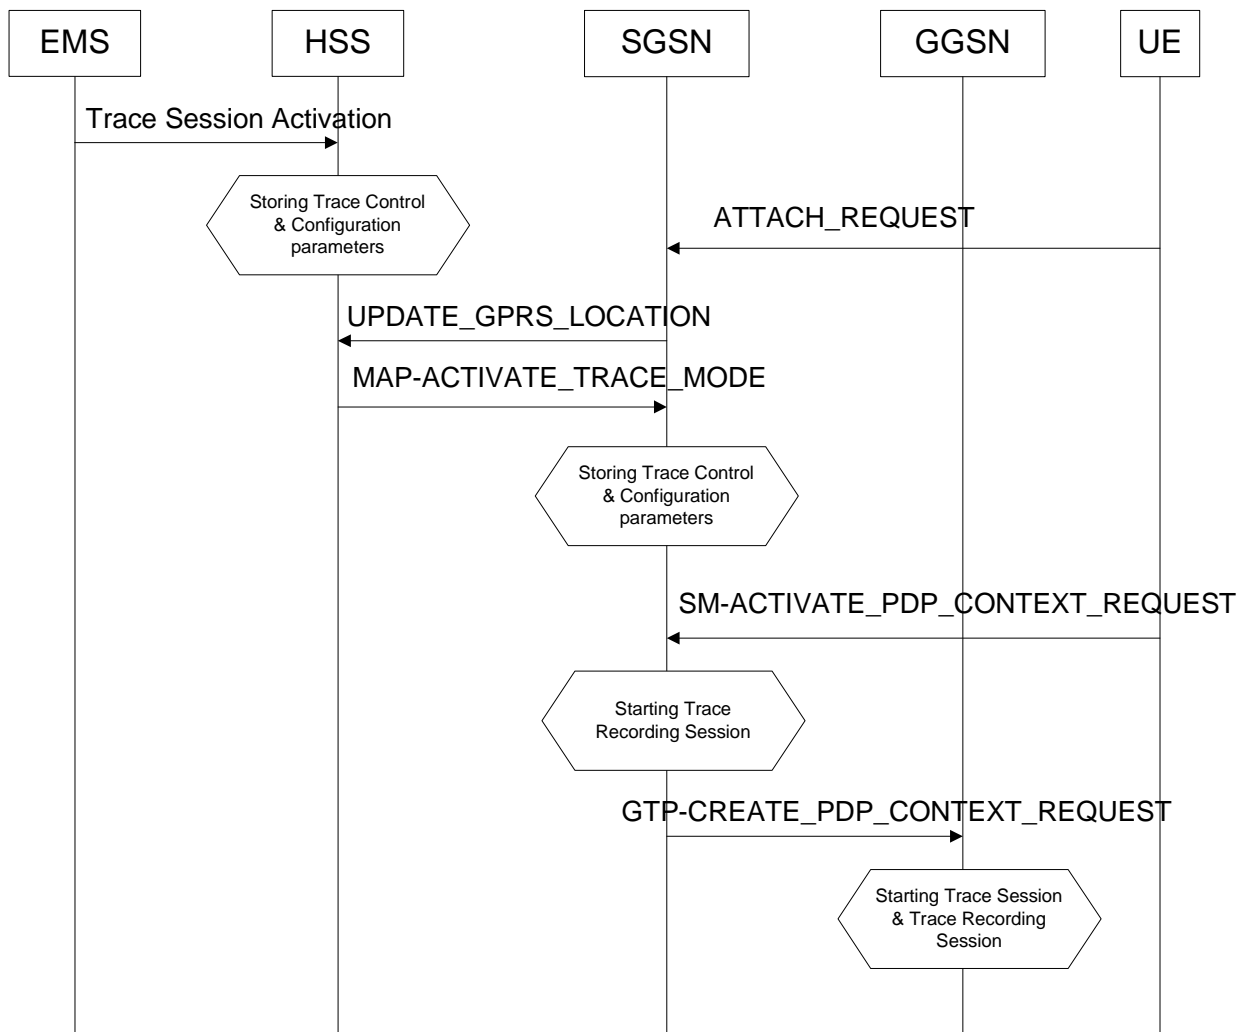 EMS HSS SGSN GGSN UE
Trace Session Activation
Storing Trace Control
& Configuration
parameters
ATTACH_REQUEST
UPDATE_GPRS_LOCATION
MAP-ACTIVATE_TRACE_MODE
Storing Trace Control
& Configuration
parameters
SM-ACTIVATE_PDP_CONTEXT_REQUEST
Starting Trace
Recording Session
GTP-CREATE_PDP_CONTEXT_REQUEST
Starting Trace Session
& Trace Recording
Session